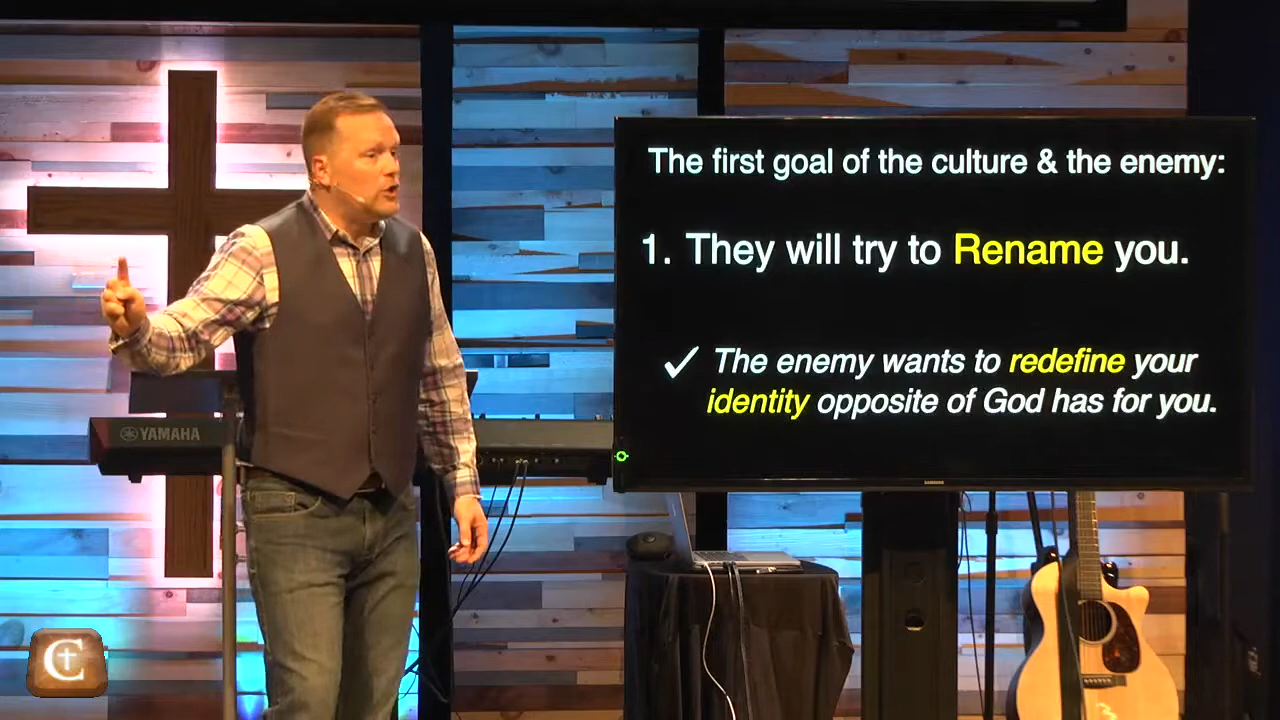 The first goal of the culture & the enemy:
1. They will try to Rename you.
✓ The enemy wants to redefine your
identity opposite of God has for you.
YAMAHA
SAMSUNG
C